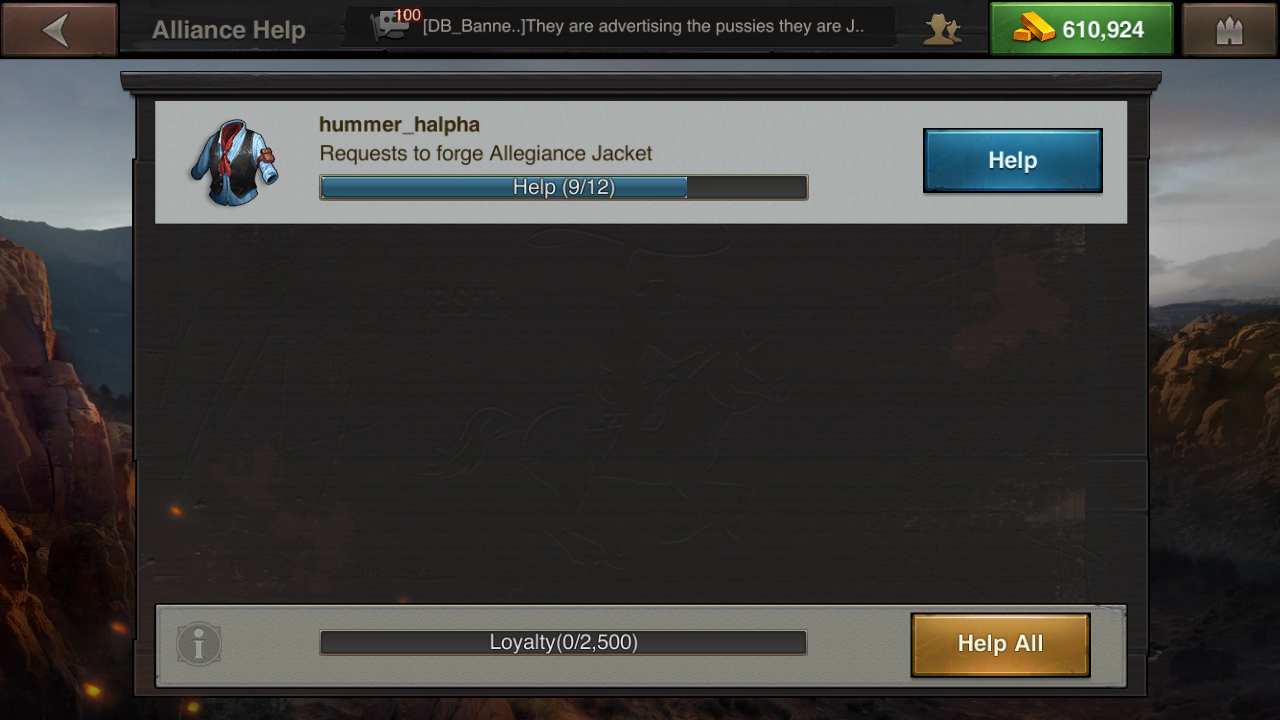 Alliance Help
100
[DB_Banne..]They are advertising the pussies they are J..
610,924
hummer_halpha
Requests to forge Allegiance Jacket
Help (9/12)
Help
EST.
Loyalty(0/2,500)
Help All